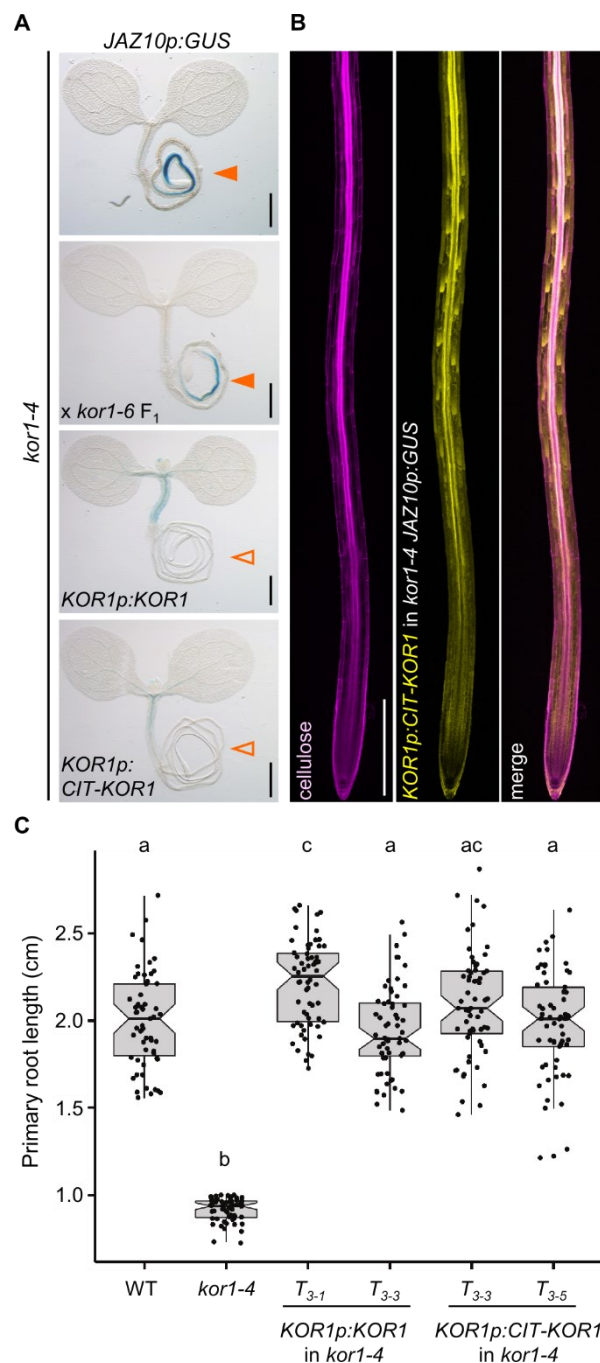 A
JAZ10p:GUS
kor1-4
x kor1-6 F1
KOR1p:KOR1
KOR1p:
CIT-KOR1
B
cellulose
KOR1p:CIT-KOR1 in kor1-4 JAZ10p:GUS
merge
C
a
b
c
a
ac
a
Primary root length (cm)
2.5
2.0
1.5
1.0
WT
kor1-4
T3-1
T3-3
T3-3
T3-5
KOR1p:KOR1
in kor1-4
KOR1p:CIT-KOR1
in kor1-4